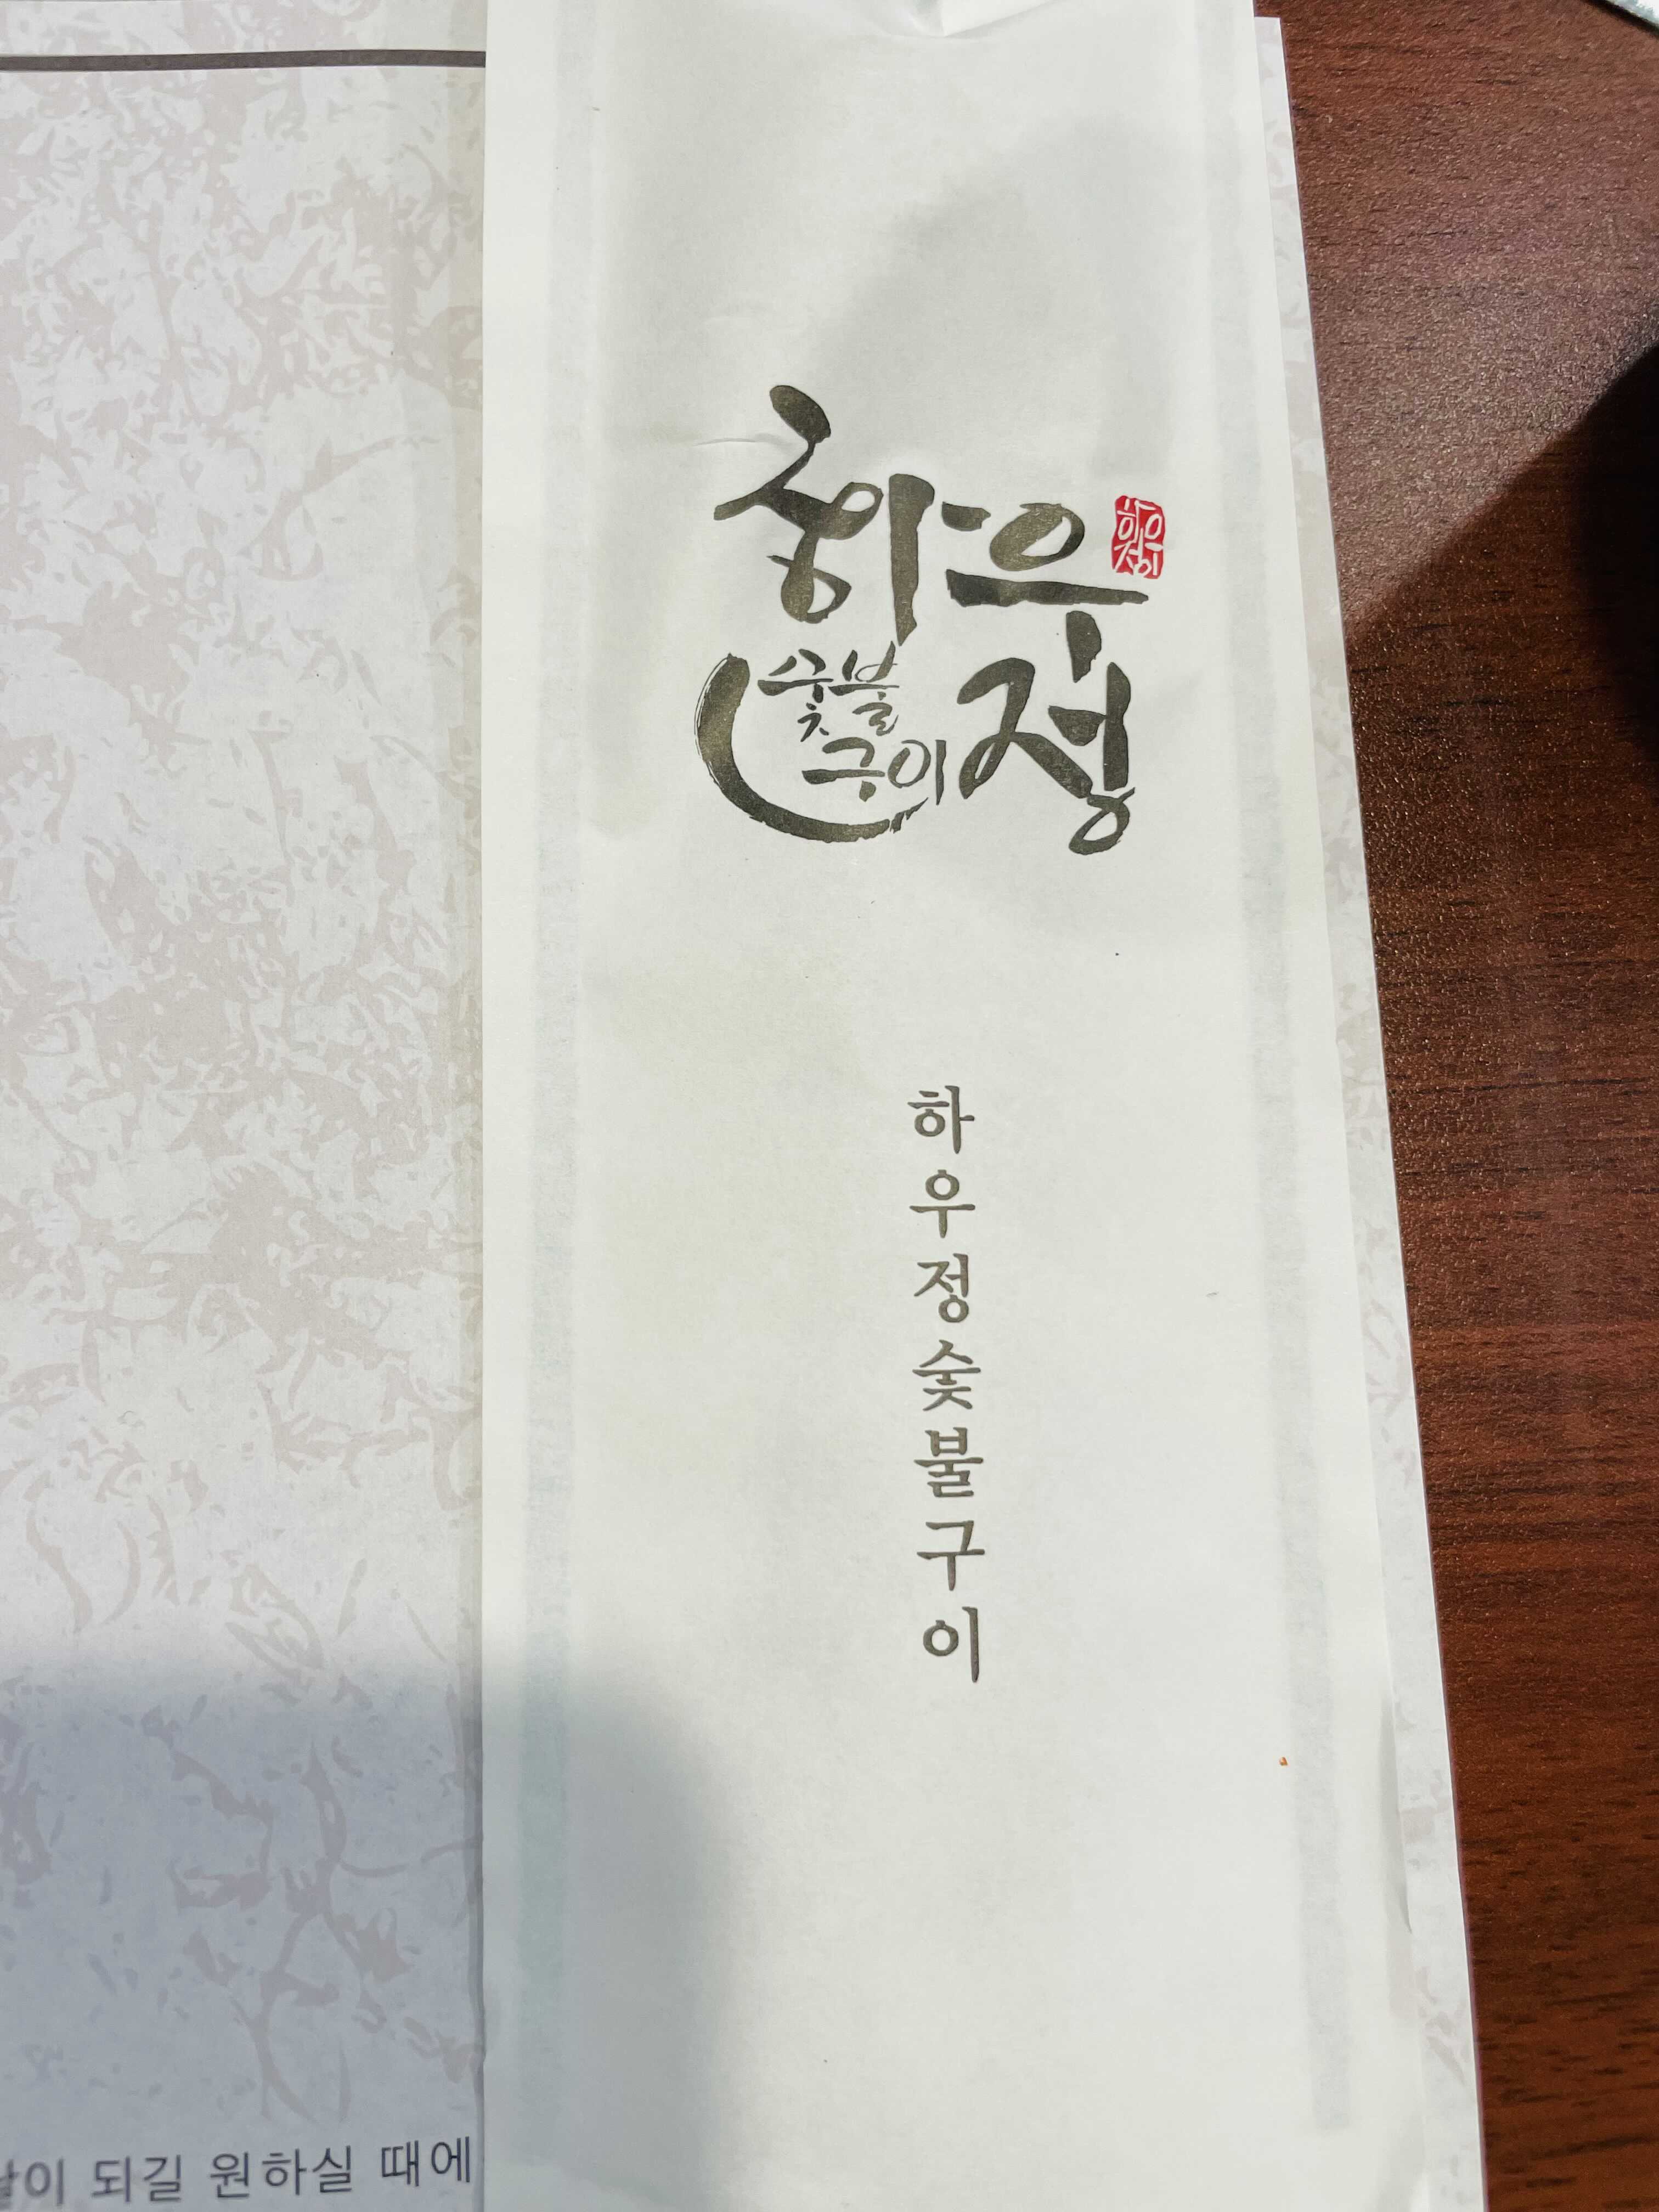 하우
정
숯불
구이
하우
정
하우정숯불구이
되길 원하실 때에